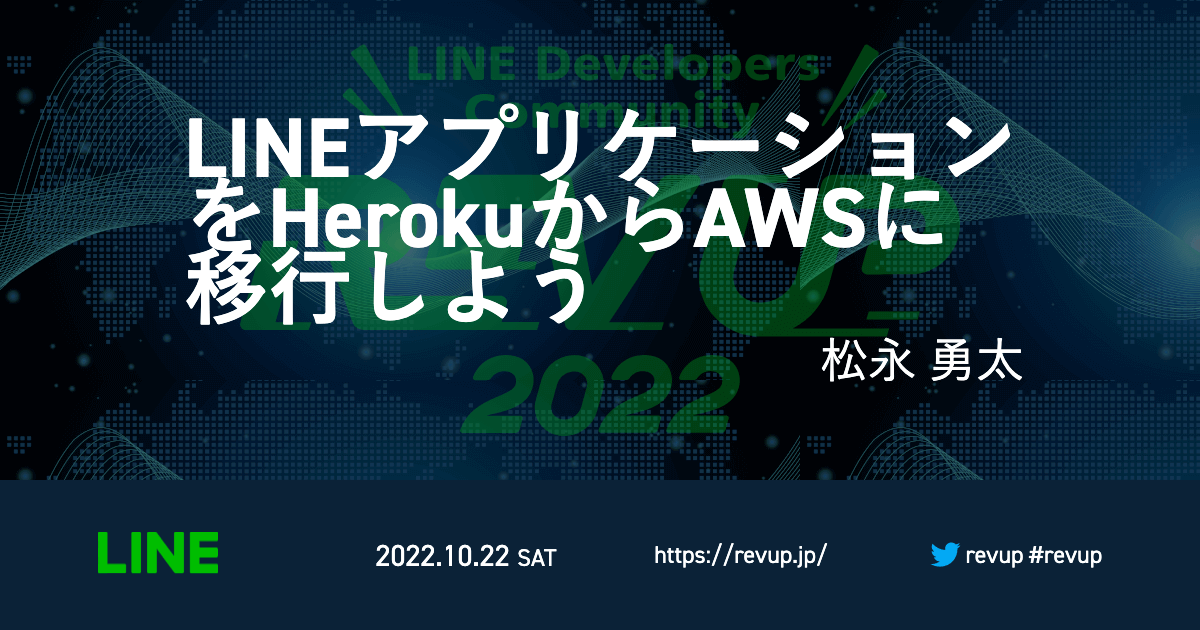 LINE Developers
Community
REVUP
2022
LINEアプリケーション
をHerokuからAWSに
移行しよう
松永 勇太
LINE
2022.10.22 SAT
https://revup.jp/
revup #revup